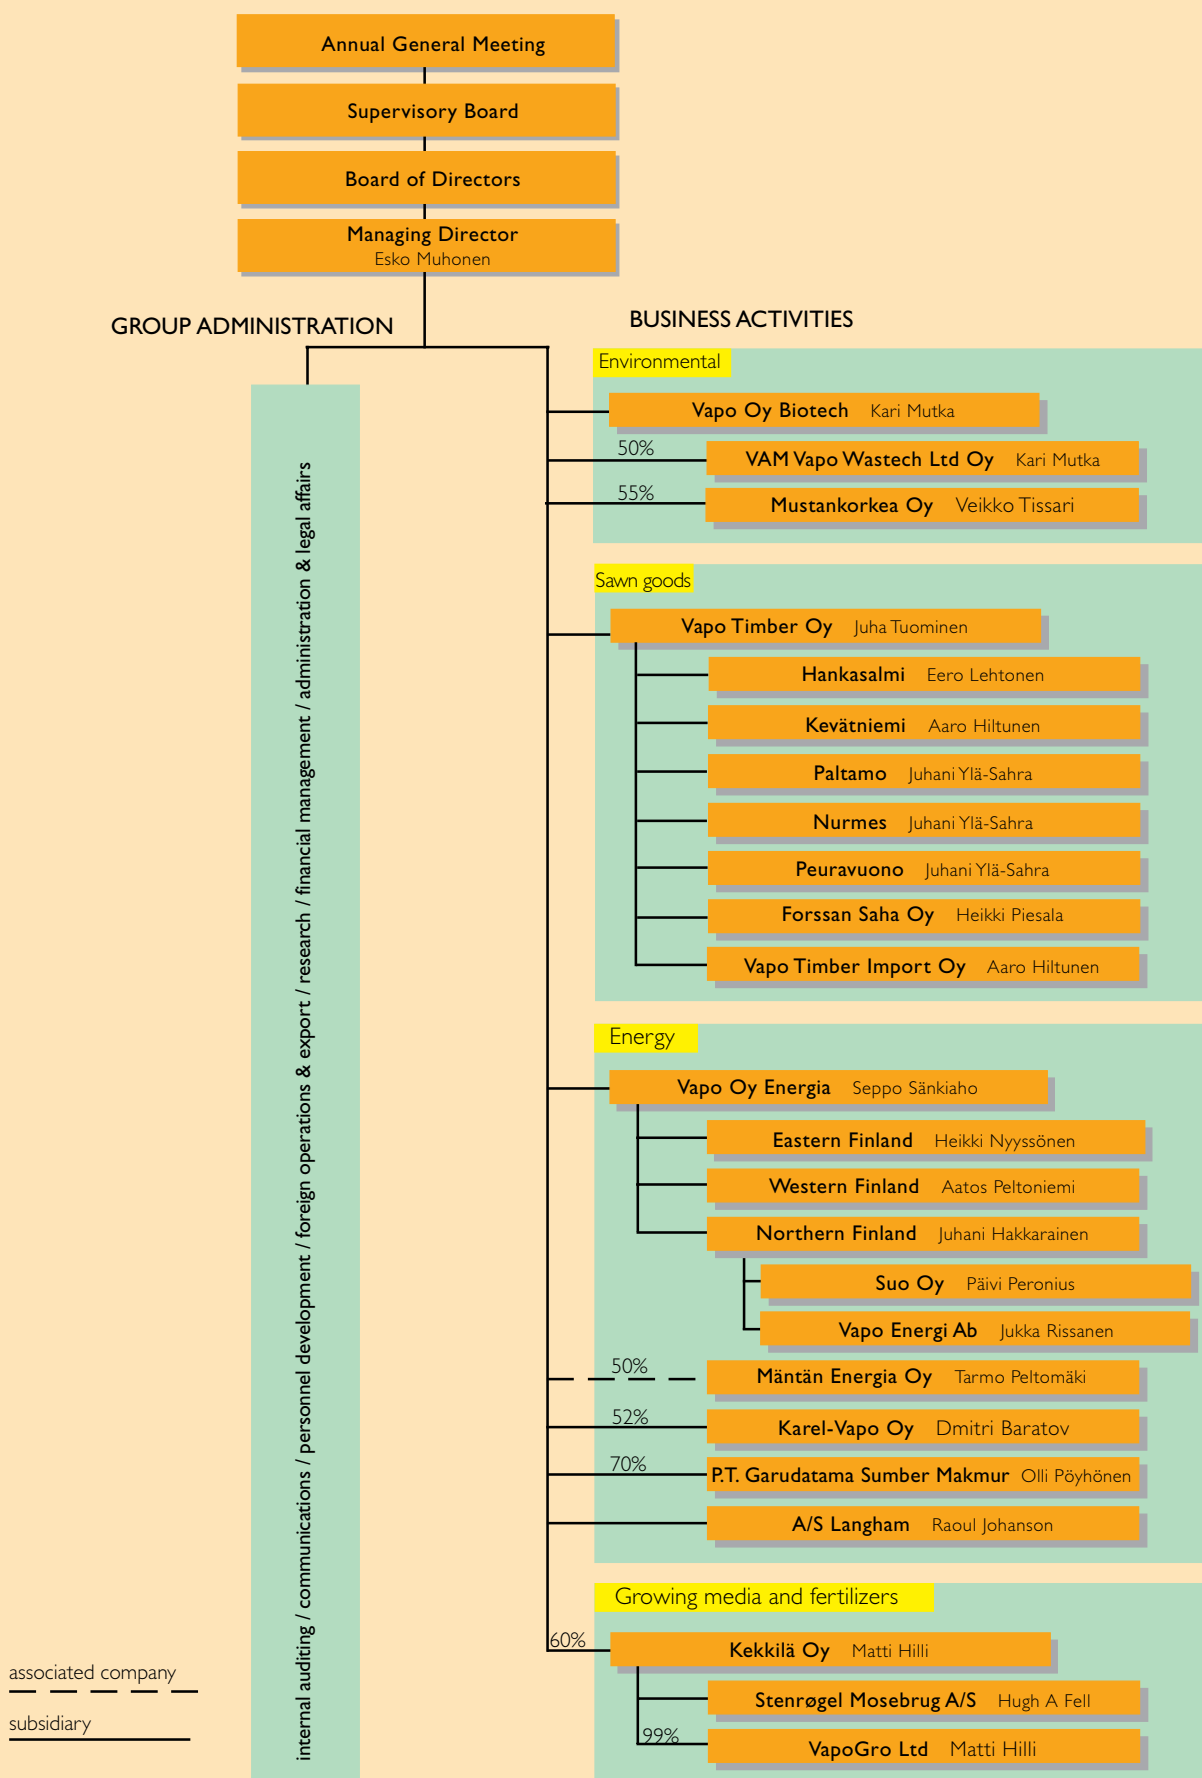 Annual General Meeting
Supervisory Board
Board of Directors
Managing Director
Esko Muhonen
GROUP ADMINISTRATION
BUSINESS ACTIVITIES
internal auditing / communications / personnel development / foreign operations & export / research / financial management / administration & legal affairs
Environmental
Vapo Oy Biotech Kari Mutka
50% VAM Vapo Wastech Ltd Oy Kari Mutka
55% Mustankorkea Oy Veikko Tissari
Sawn goods
Vapo Timber Oy Juha Tuominen
Hankasalmi Eero Lehtonen
Kevätniemi Aaro Hiltunen
Paltamo Juhani Ylä-Sahra
Nurmes Juhani Ylä-Sahra
Peuravuono Juhani Ylä-Sahra
Forssan Saha Oy Heikki Piesala
Vapo Timber Import Oy Aaro Hiltunen
Energy
Vapo Oy Energia Seppo Sänkiaho
Eastern Finland Heikki Nyyssönen
Western Finland Aatos Peltoniemi
Northern Finland Juhani Hakkarainen
Suo Oy Päivi Peronius
Vapo Energi Ab Jukka Rissanen
50% Mäntän Energia Oy Tarmo Peltomäki
52% Karel-Vapo Oy Dmitri Baratov
70% P.T. Garudatama Sumber Makmur Olli Pöyhönen
A/S Langham Raoul Johanson
Growing media and fertilizers
60% Kekkilä Oy Matti Hilli
Stenrøgel Mosebrug A/S Hugh A Fell
99% VapoGro Ltd Matti Hilli
associated company
subsidiary